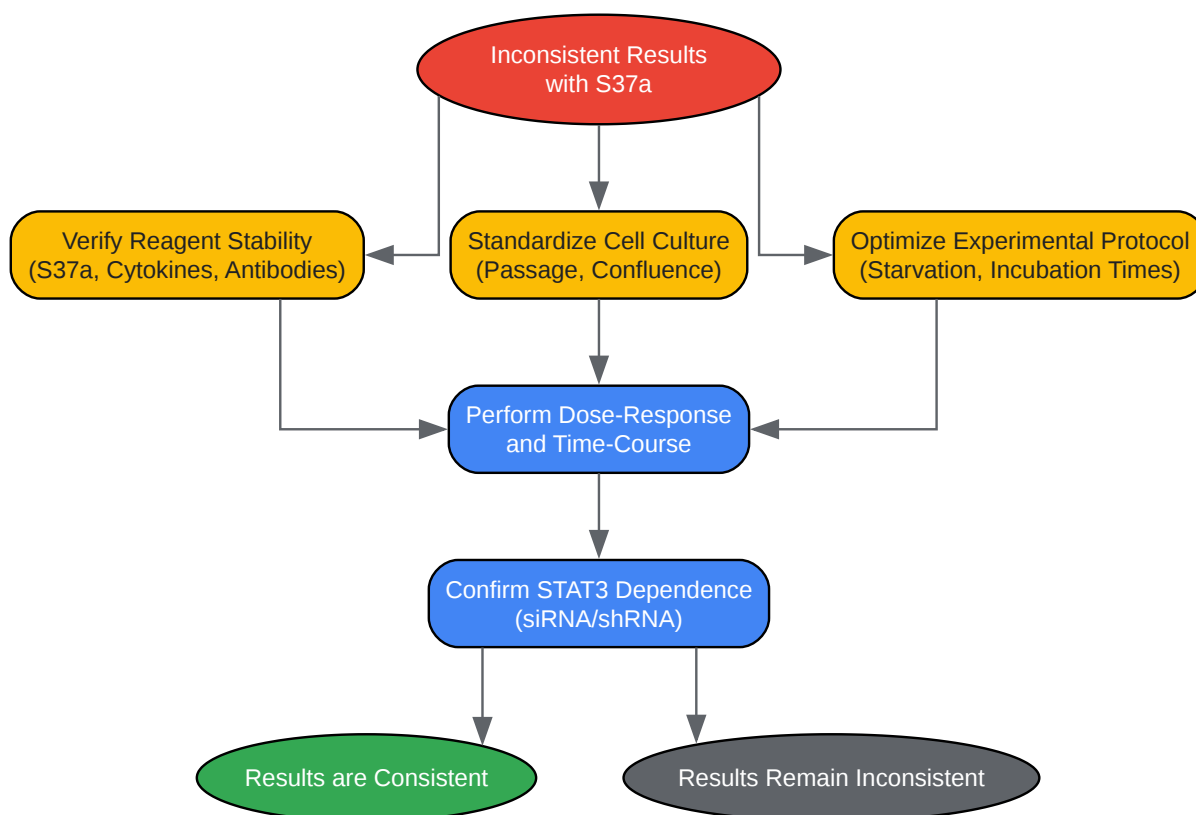 Inconsistent Results
with S37a
Verify Reagent Stability
(S37a, Cytokines, Antibodies)
Standardize Cell Culture
(Passage, Confluence)
Optimize Experimental Protocol
(Starvation, Incubation Times)
Perform Dose-Response
and Time-Course
Confirm STAT3 Dependence
(siRNA/shRNA)
Results are Consistent
Results Remain Inconsistent